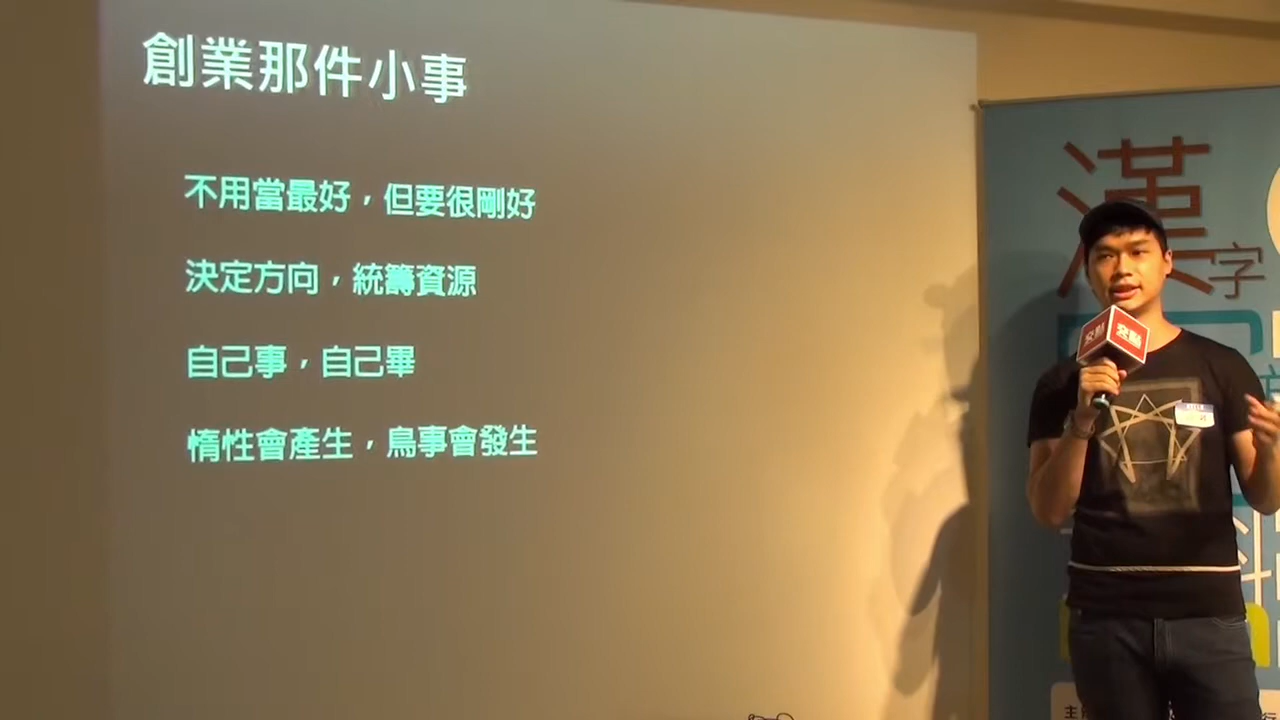 創業那件小事
不用當最好，但要很剛好
決定方向，統籌資源
自己事，自己畢
惰性會產生，鳥事會發生
漢
字
主
行